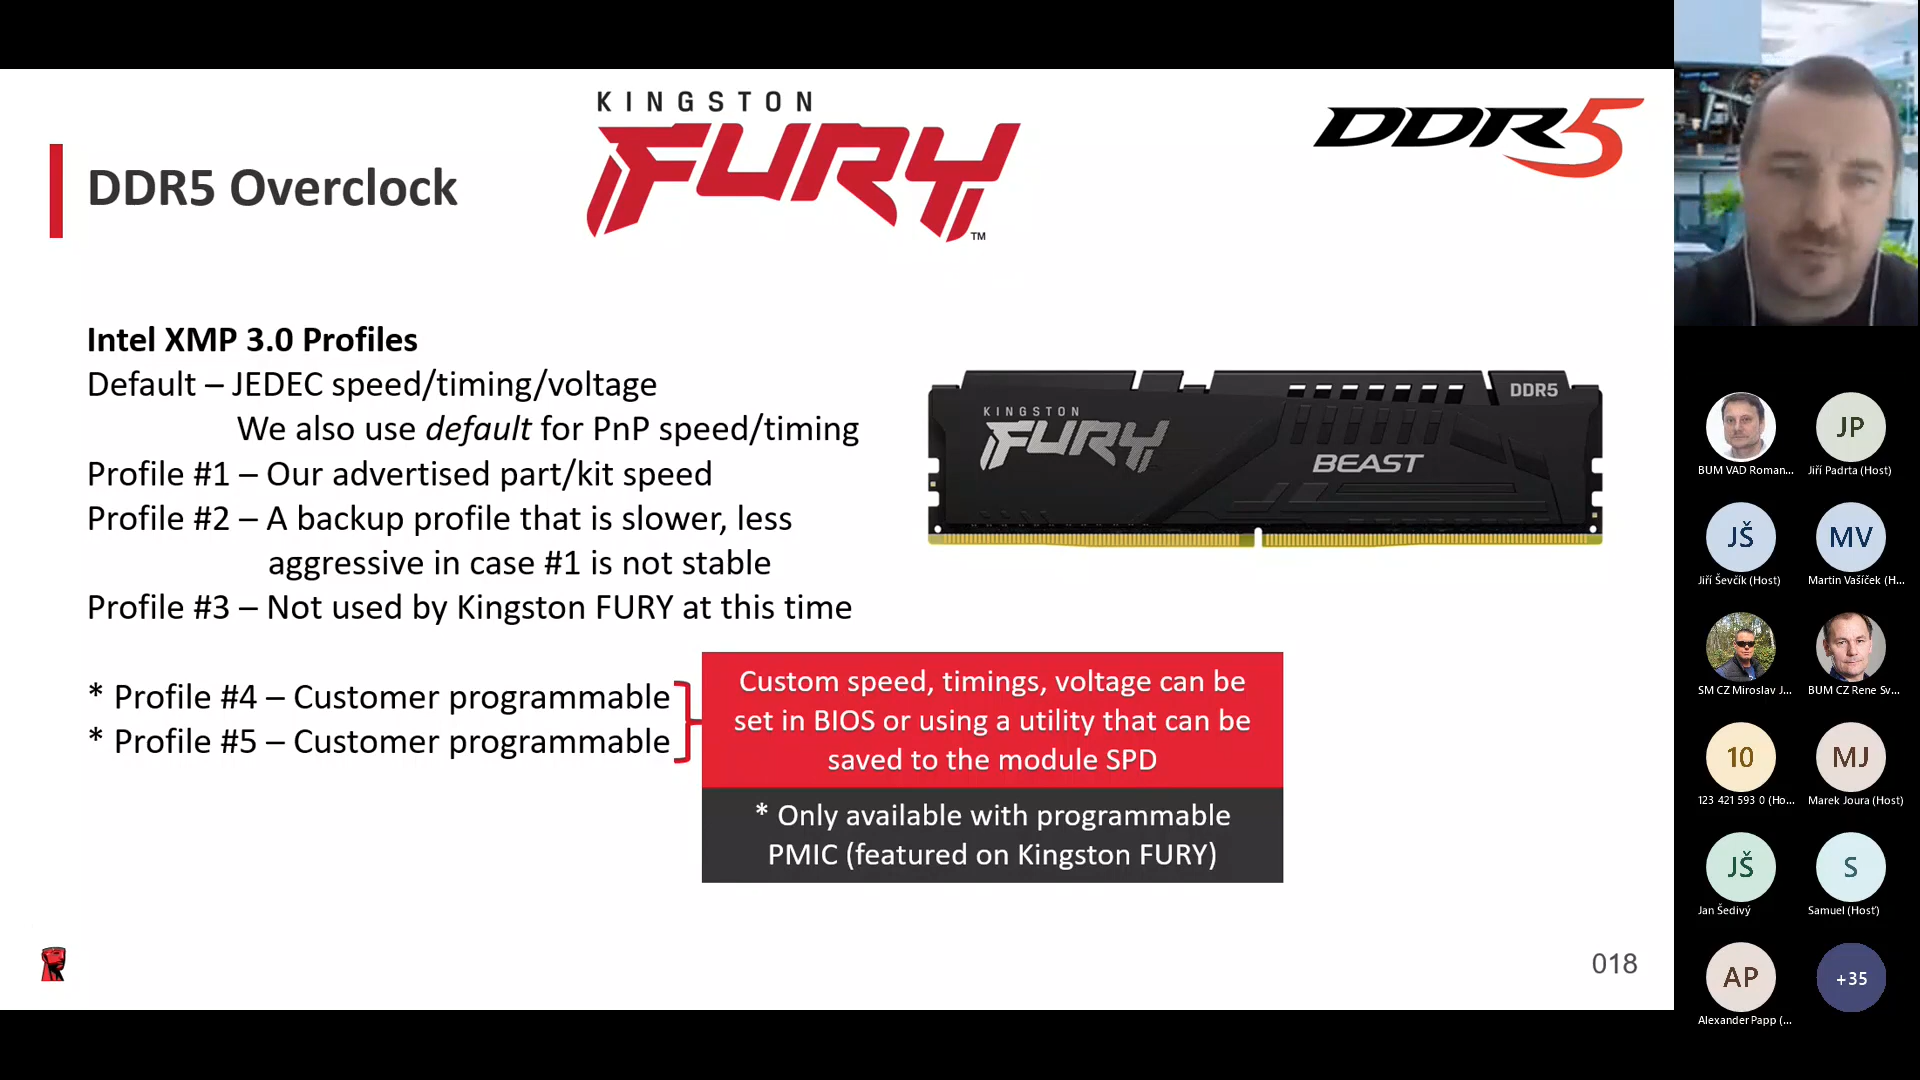 KINGSTON
FURY
TM
DDR5
DDR5 Overclock
Intel XMP 3.0 Profiles
Default – JEDEC speed/timing/voltage
We also use default for PnP speed/timing
Profile #1 – Our advertised part/kit speed
Profile #2 – A backup profile that is slower, less
aggressive in case #1 is not stable
Profile #3 – Not used by Kingston FURY at this time
* Profile #4 – Customer programmable
* Profile #5 – Customer programmable
Custom speed, timings, voltage can be
set in BIOS or using a utility that can be
saved to the module SPD
* Only available with programmable
PMIC (featured on Kingston FURY)
DDR5
KINGSTON
FURY
BEAST
018
BUM VAD Roman...
JP
Jiří Padrta (Host)
JŠ
Jiří Ševčík (Host)
MV
Martin Vašíček (H...
SM CZ Miroslav J...
BUM CZ Rene Sv...
10
123 421 593 0 (Ho...
MJ
Marek Joura (Host)
JŠ
Jan Šedivý
S
Samuel (Hosť)
AP
Alexander Papp (...
+35